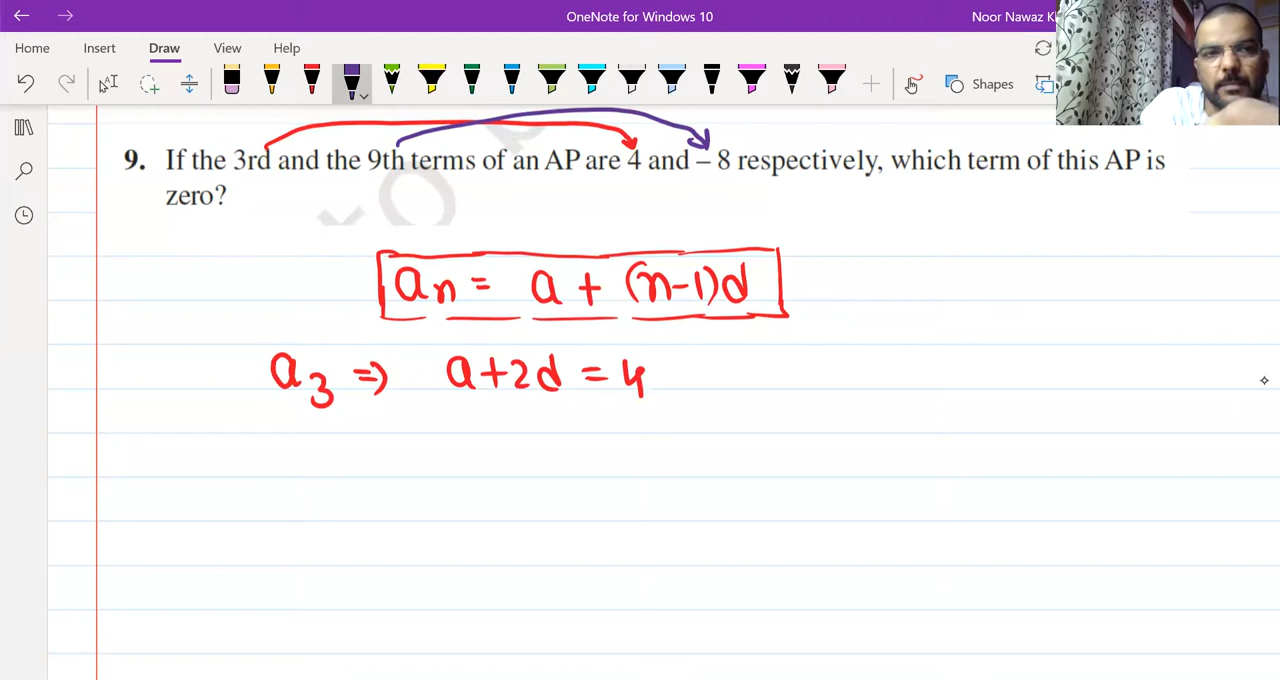 OneNote for Windows 10
Noor Nawaz K
Home Insert Draw View Help
Shapes
9. If the 3rd and the 9th terms of an AP are 4 and – 8 respectively, which term of this AP is
zero?
an = a + (n-1)d
a3 ⇒ a+2d = 4